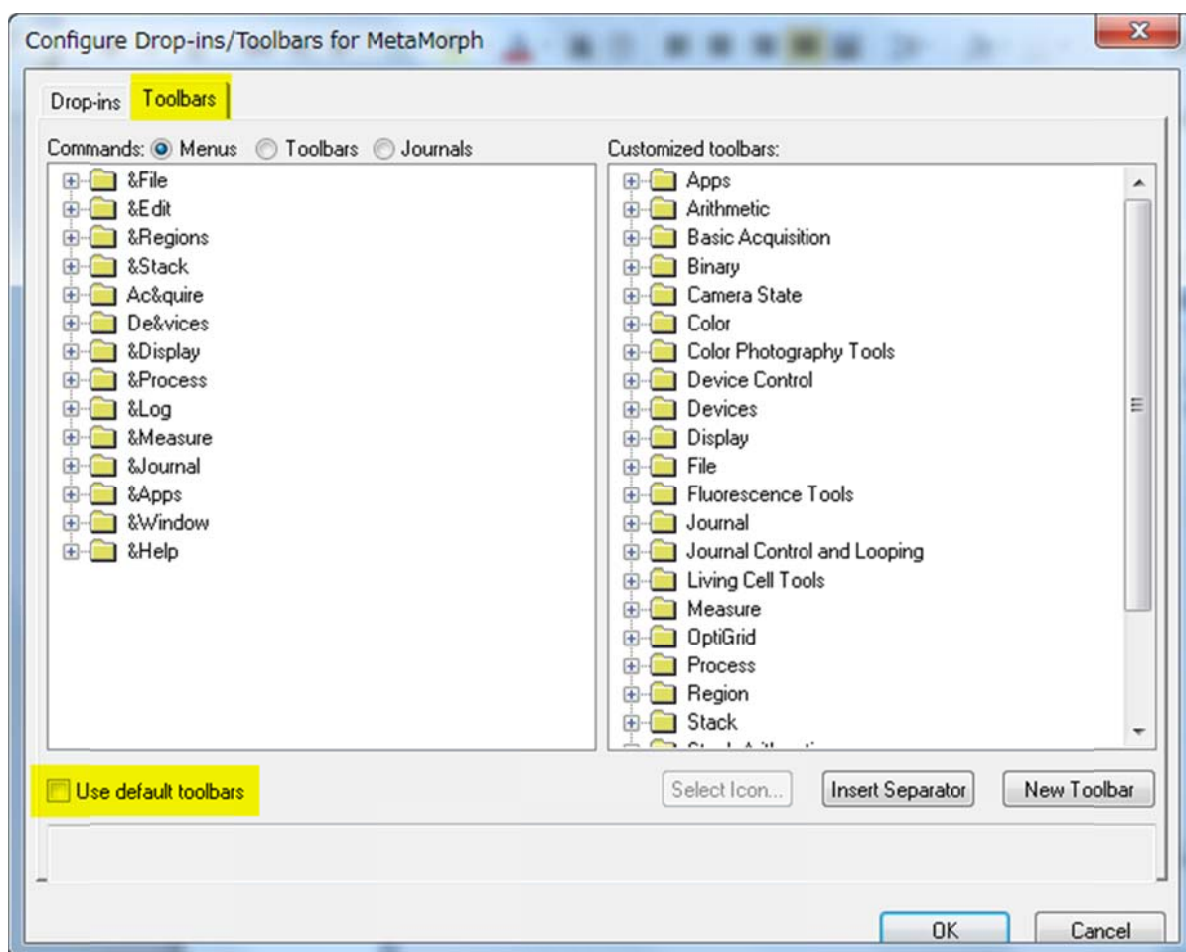 Configure Drop-ins/Toolbars for MetaMorph
Drop-ins Toolbars
Commands: Menus Toolbars Journals
&File
&Edit
&Regions
&Stack
Ac&quire
De&vices
&Display
&Process
&Log
&Measure
&Journal
&Apps
&Window
&Help
Customized toolbars:
Apps
Arithmetic
Basic Acquisition
Binary
Camera State
Color
Color Photography Tools
Device Control
Devices
Display
File
Fluorescence Tools
Journal
Journal Control and Looping
Living Cell Tools
Measure
OptiGrid
Process
Region
Stack
Use default toolbars
Select Icon... Insert Separator New Toolbar
OK Cancel